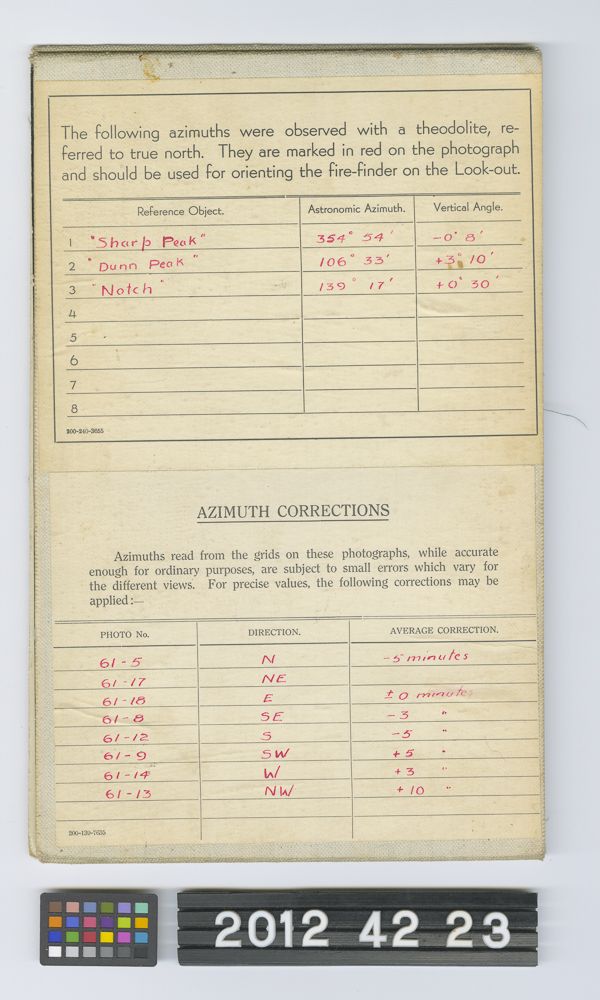 The following azimuths were observed with a theodolite, re-
ferred to true north. They are marked in red on the photograph
and should be used for orienting the fire-finder on the Look-out.
Reference Object. Astronomic Azimuth. Vertical Angle.
1 "Sharp Peak" 354° 54' -0° 8'
2 "Dunn Peak" 106° 33' +3° 10'
3 "Notch" 139° 17' +0° 30'
4
5
6
7
8
200-240-3655
AZIMUTH CORRECTIONS
Azimuths read from the grids on these photographs, while accurate
enough for ordinary purposes, are subject to small errors which vary for
the different views. For precise values, the following corrections may be
applied:—
PHOTO No. DIRECTION. AVERAGE CORRECTION.
61-5 N -5 minutes
61-17 NE
61-18 E ± 0 minutes
61-8 SE -3 "
61-12 S -5 "
61-9 SW +5 "
61-14 W +3 "
61-13 NW +10 "
200-139-7635
2012 42 23